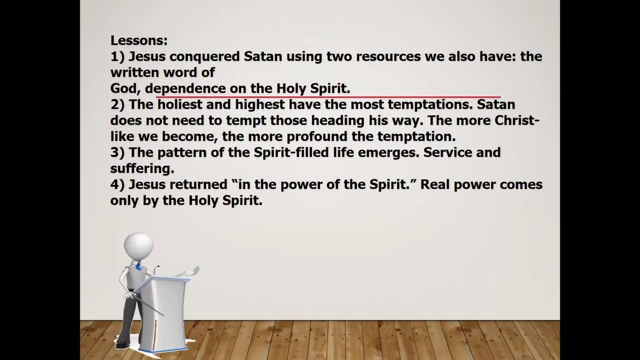 Lessons:
1) Jesus conquered Satan using two resources we also have: the
written word of
God, dependence on the Holy Spirit.
2) The holiest and highest have the most temptations. Satan
does not need to tempt those heading his way. The more Christ-
like we become, the more profound the temptation.
3) The pattern of the Spirit-filled life emerges. Service and
suffering.
4) Jesus returned “in the power of the Spirit.” Real power comes
only by the Holy Spirit.